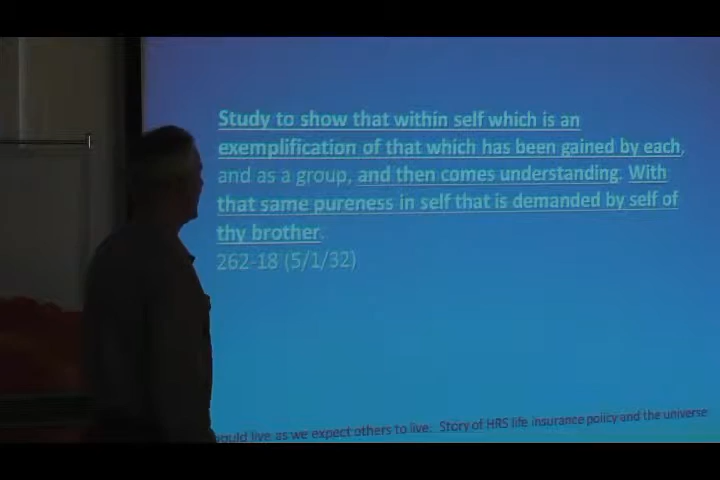 Study to show that within self which is an
exemplification of that which has been gained by each,
and as a group, and then comes understanding. With
that same pureness in self that is demanded by self of
thy brother.
262-18 (5/1/32)
live as we expect others to live. Story of HRS life insurance policy and the universe